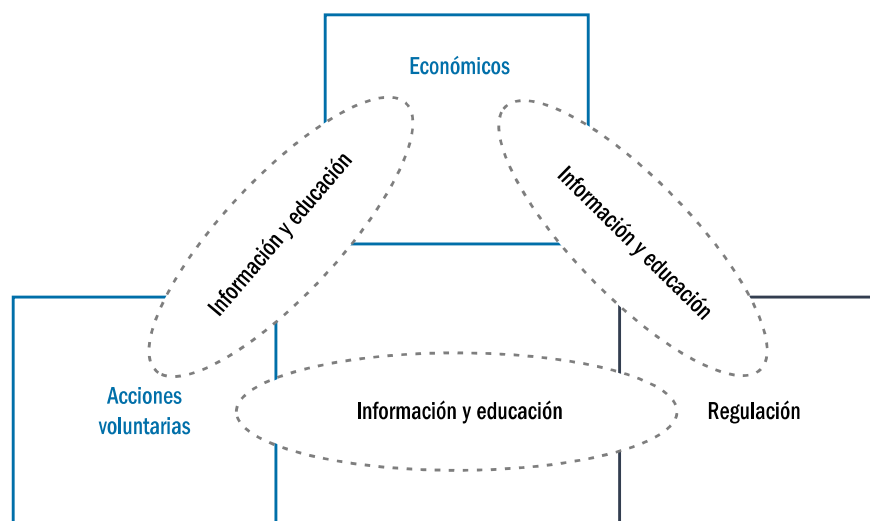 Económicos
Información y educación
Información y educación
Acciones
voluntarias
Información y educación
Regulación